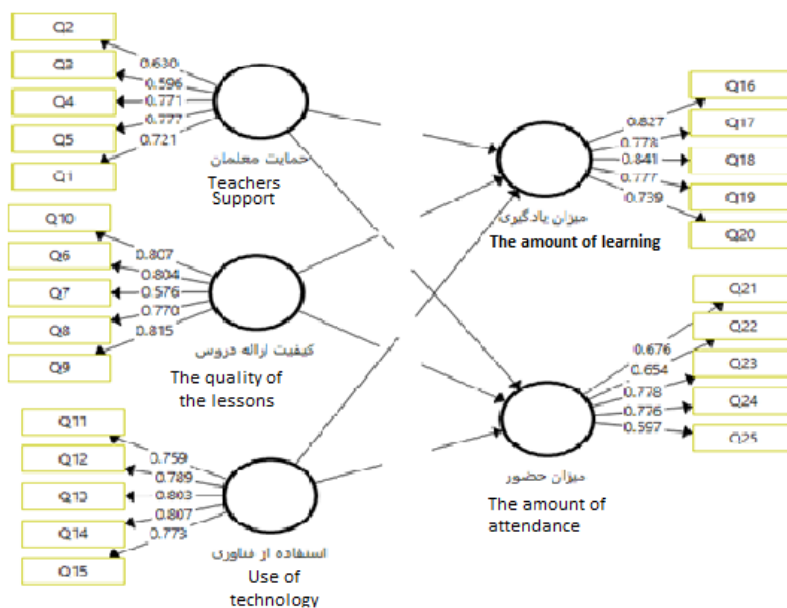 Q2
Q3
Q4
Q5
Q1
0.630
0.596
0.771
0.777
0.721
حمایت معلمان
Teachers
Support
Q10
Q6
Q7
Q8
Q9
0.807
0.804
0.576
0.770
0.815
کیفیت ارائه دروس
The quality of
the lessons
Q11
Q12
Q13
Q14
Q15
0.759
0.789
0.803
0.807
0.773
استفاده از فناوری
Use of
technology
Q16
Q17
Q18
Q19
Q20
0.827
0.778
0.841
0.777
0.739
میزان یادگیری
The amount of learning
Q21
Q22
Q23
Q24
Q25
0.676
0.654
0.778
0.776
0.597
میزان حضور
The amount of
attendance